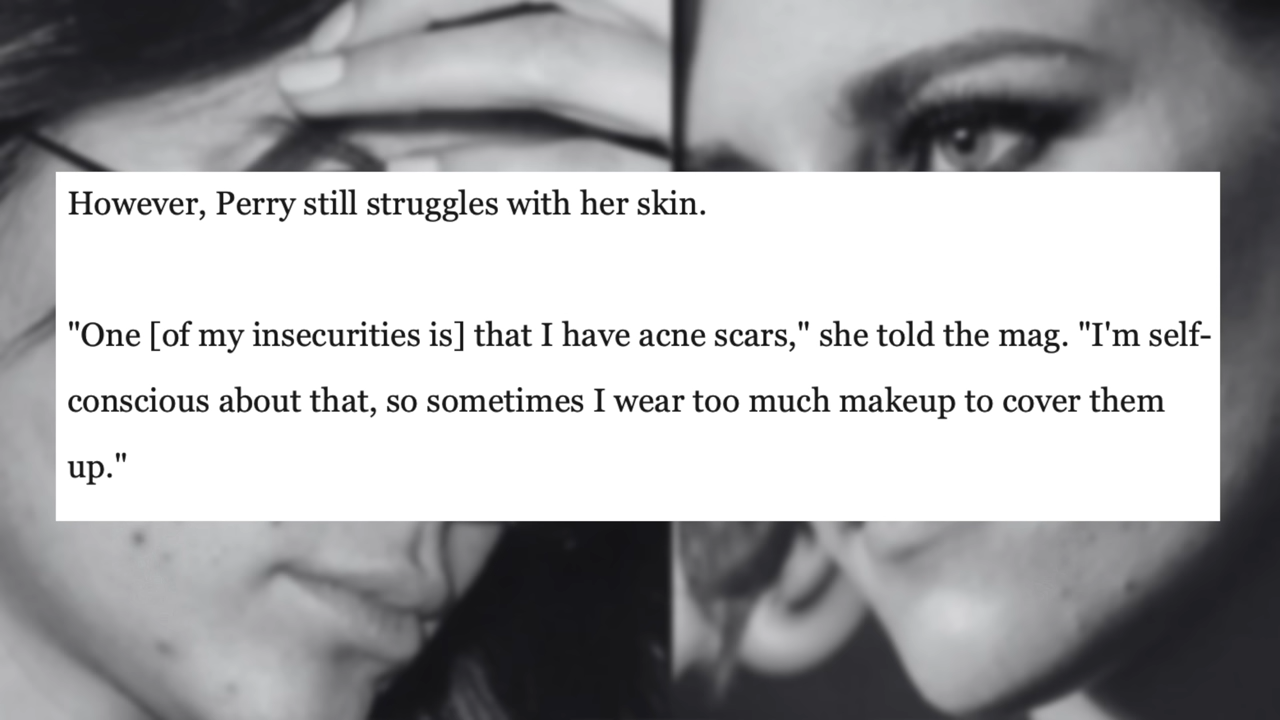 However, Perry still struggles with her skin.
"One [of my insecurities is] that I have acne scars," she told the mag. "I'm self-
conscious about that, so sometimes I wear too much makeup to cover them
up."